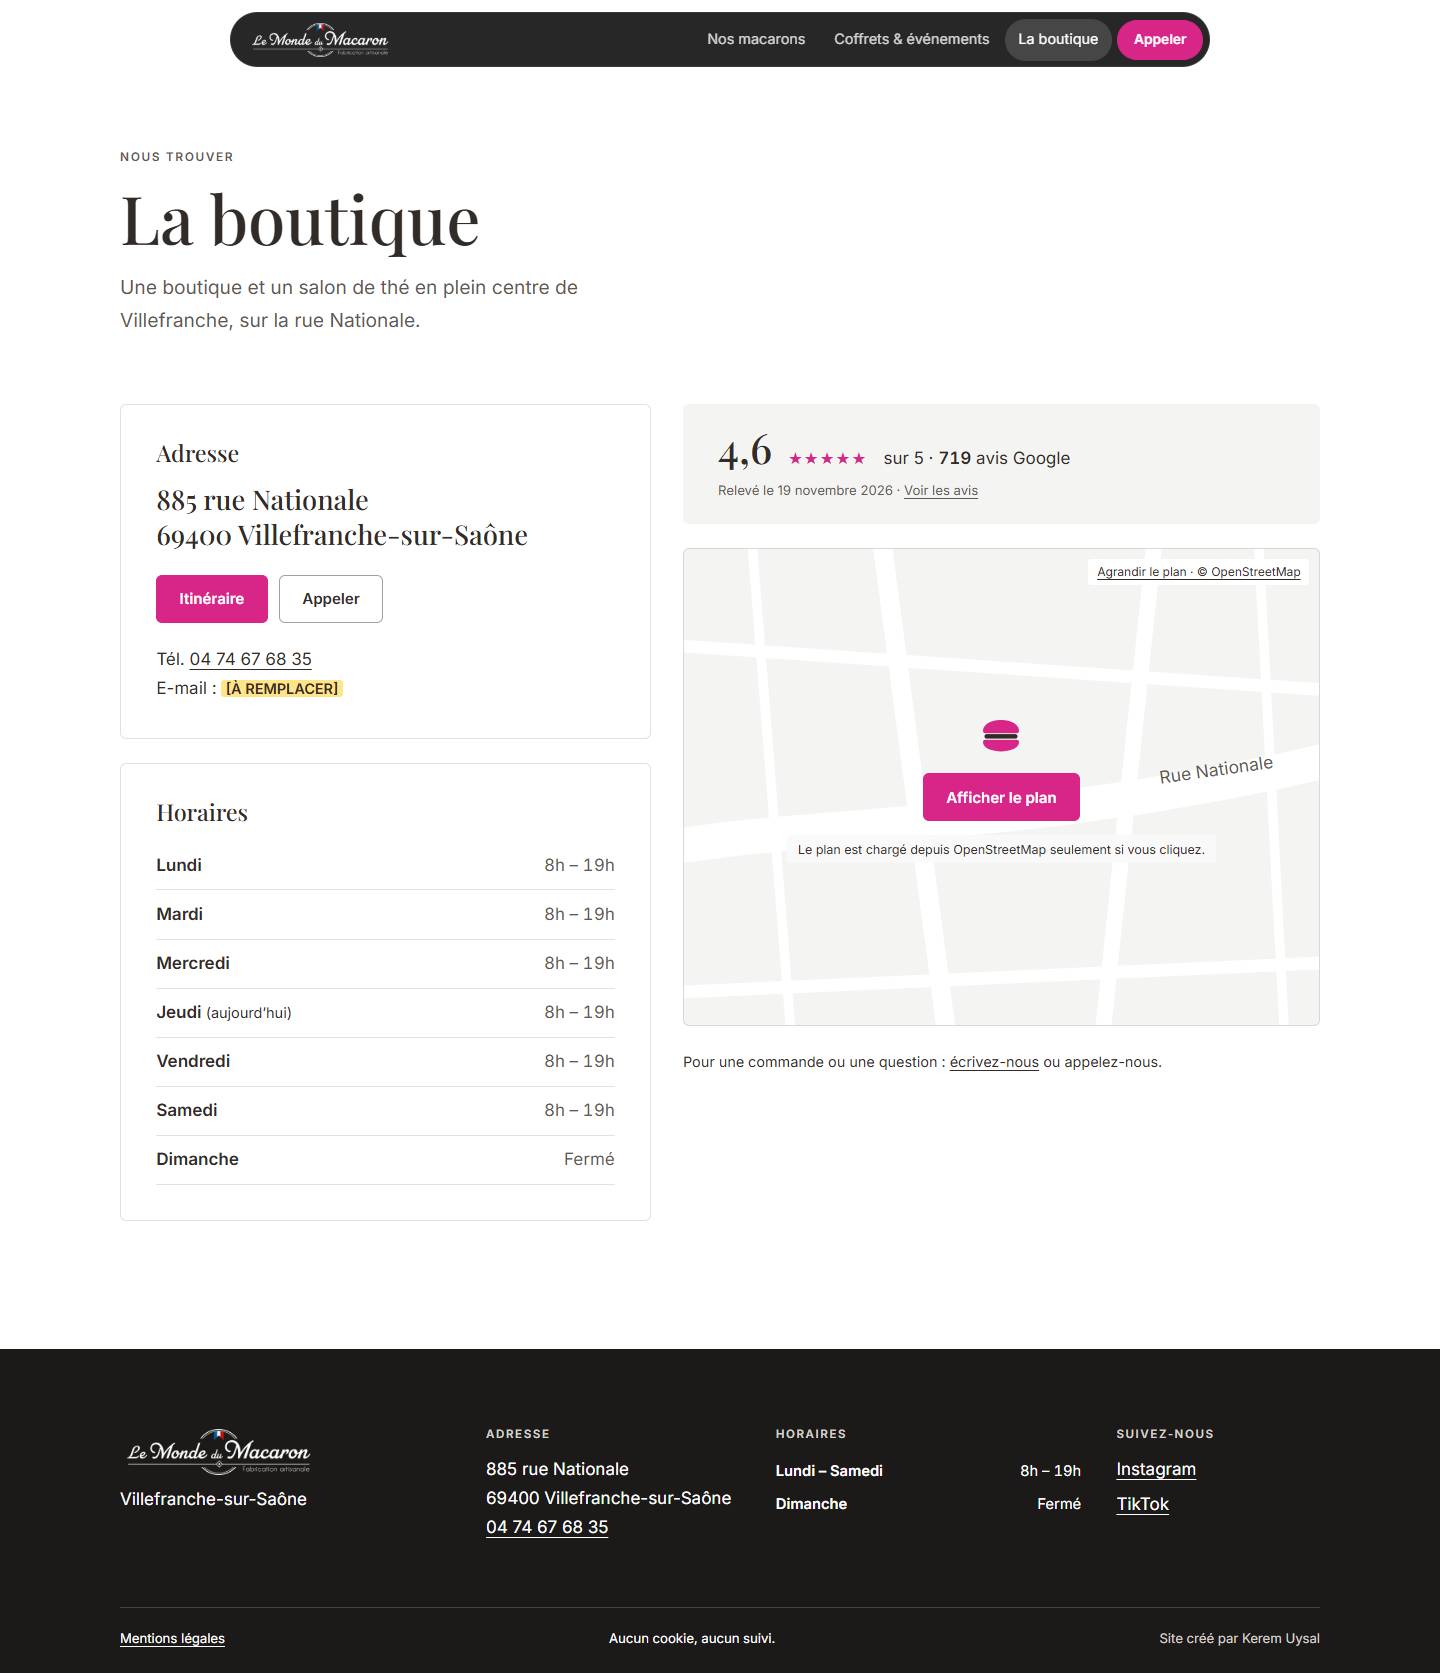 Le Monde du Macaron
Fabrication artisanale
Nos macarons
Coffrets & événements
La boutique
Appeler
NOUS TROUVER
La boutique
Une boutique et un salon de thé en plein centre de
Villefranche, sur la rue Nationale.
Adresse
885 rue Nationale
69400 Villefranche-sur-Saône
Itinéraire
Appeler
Tél. 04 74 67 68 35
E-mail : [À REMPLACER]
Horaires
Lundi 8h – 19h
Mardi 8h – 19h
Mercredi 8h – 19h
Jeudi (aujourd’hui) 8h – 19h
Vendredi 8h – 19h
Samedi 8h – 19h
Dimanche Fermé
4,6 ★★★★★ sur 5 · 719 avis Google
Relevé le 19 novembre 2026 · Voir les avis
Agrandir le plan · © OpenStreetMap
Rue Nationale
Afficher le plan
Le plan est chargé depuis OpenStreetMap seulement si vous cliquez.
Pour une commande ou une question : écrivez-nous ou appelez-nous.
Le Monde du Macaron
Fabrication artisanale
Villefranche-sur-Saône
ADRESSE
885 rue Nationale
69400 Villefranche-sur-Saône
04 74 67 68 35
HORAIRES
Lundi – Samedi 8h – 19h
Dimanche Fermé
SUIVEZ-NOUS
Instagram
TikTok
Mentions légales
Aucun cookie, aucun suivi.
Site créé par Kerem Uysal